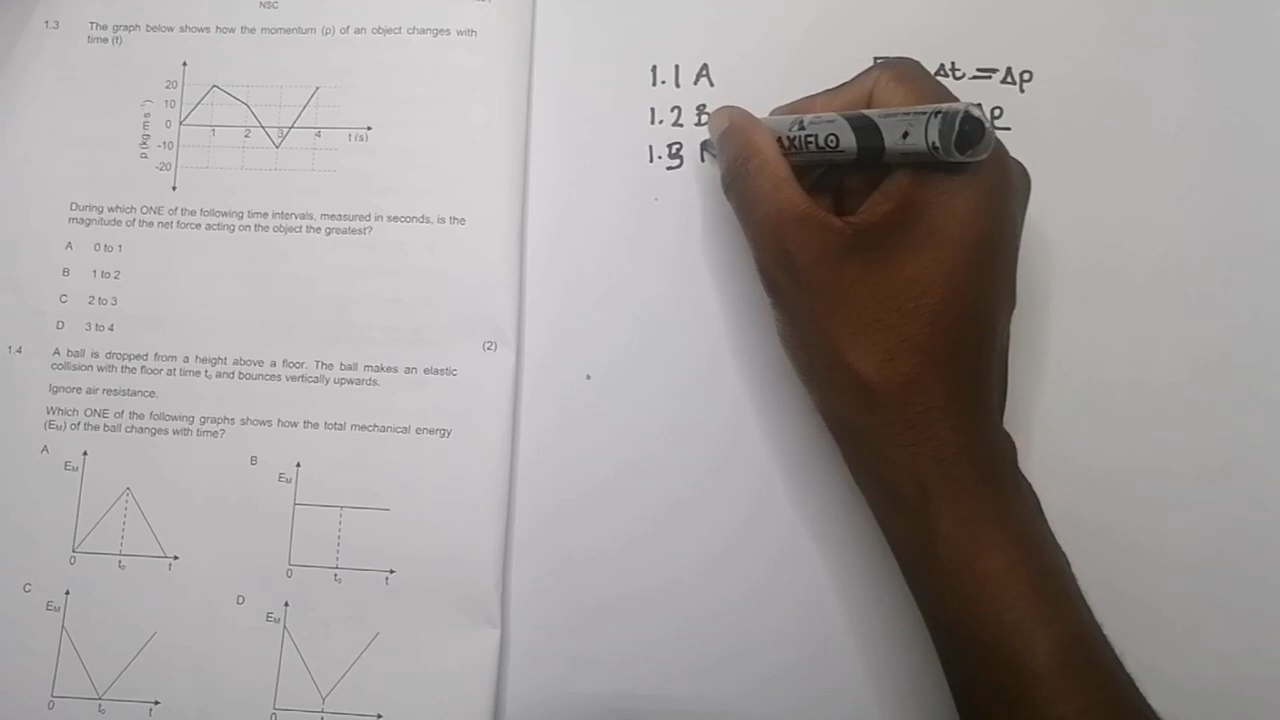 NSC
1.3 The graph below shows how the momentum (p) of an object changes with
time (t)
p (kg·m·s⁻¹)
20
10
0
-10
-20
1 2 3 4 t (s)
During which ONE of the following time intervals, measured in seconds, is the
magnitude of the net force acting on the object the greatest?
A 0 to 1
B 1 to 2
C 2 to 3
D 3 to 4
(2)
1.4 A ball is dropped from a height above a floor. The ball makes an elastic
collision with the floor at time t₀ and bounces vertically upwards.
Ignore air resistance.
Which ONE of the following graphs shows how the total mechanical energy
(EM) of the ball changes with time?
A
EM
0 t₀ t
B
EM
0 t₀ t
C
EM
0 t₀ t
D
EM
0
1.1 A
1.2 B
1.3
Δt = Δp
AXIFLO